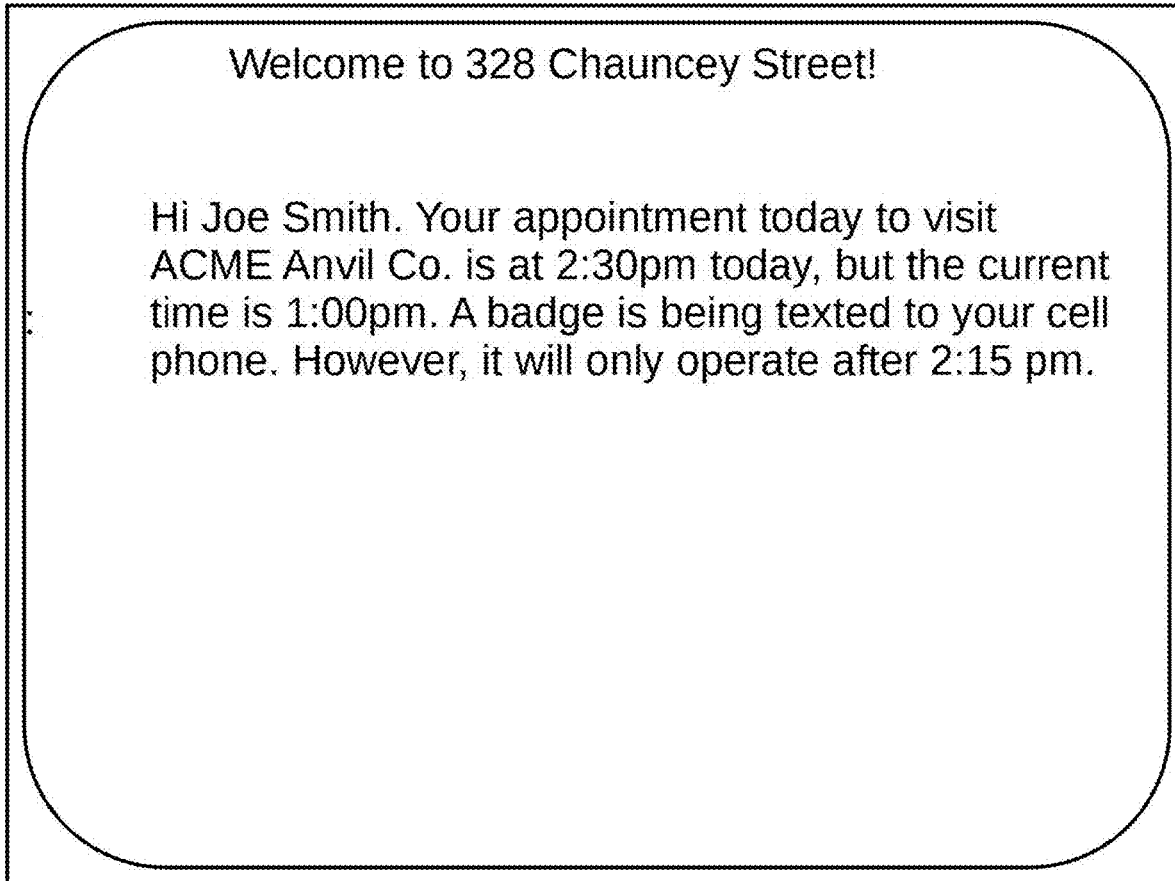 Welcome to 328 Chauncey Street!
Hi Joe Smith. Your appointment today to visit
ACME Anvil Co. is at 2:30pm today, but the current
time is 1:00pm. A badge is being texted to your cell
phone. However, it will only operate after 2:15 pm.